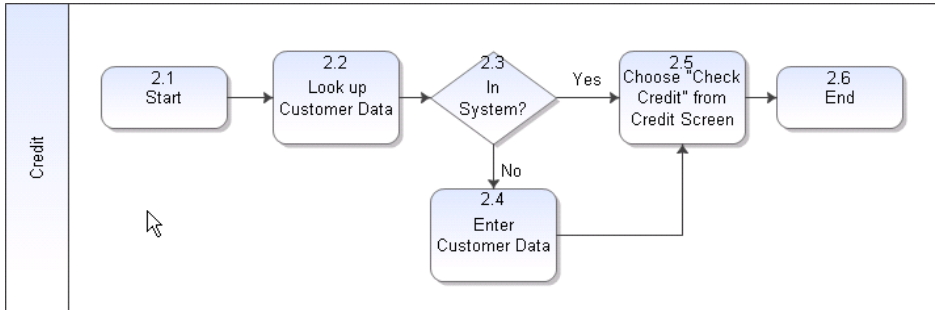 Credit
2.1
Start
2.2
Look up
Customer Data
2.3
In
System?
Yes
No
2.4
Enter
Customer Data
2.5
Choose "Check
Credit" from
Credit Screen
2.6
End